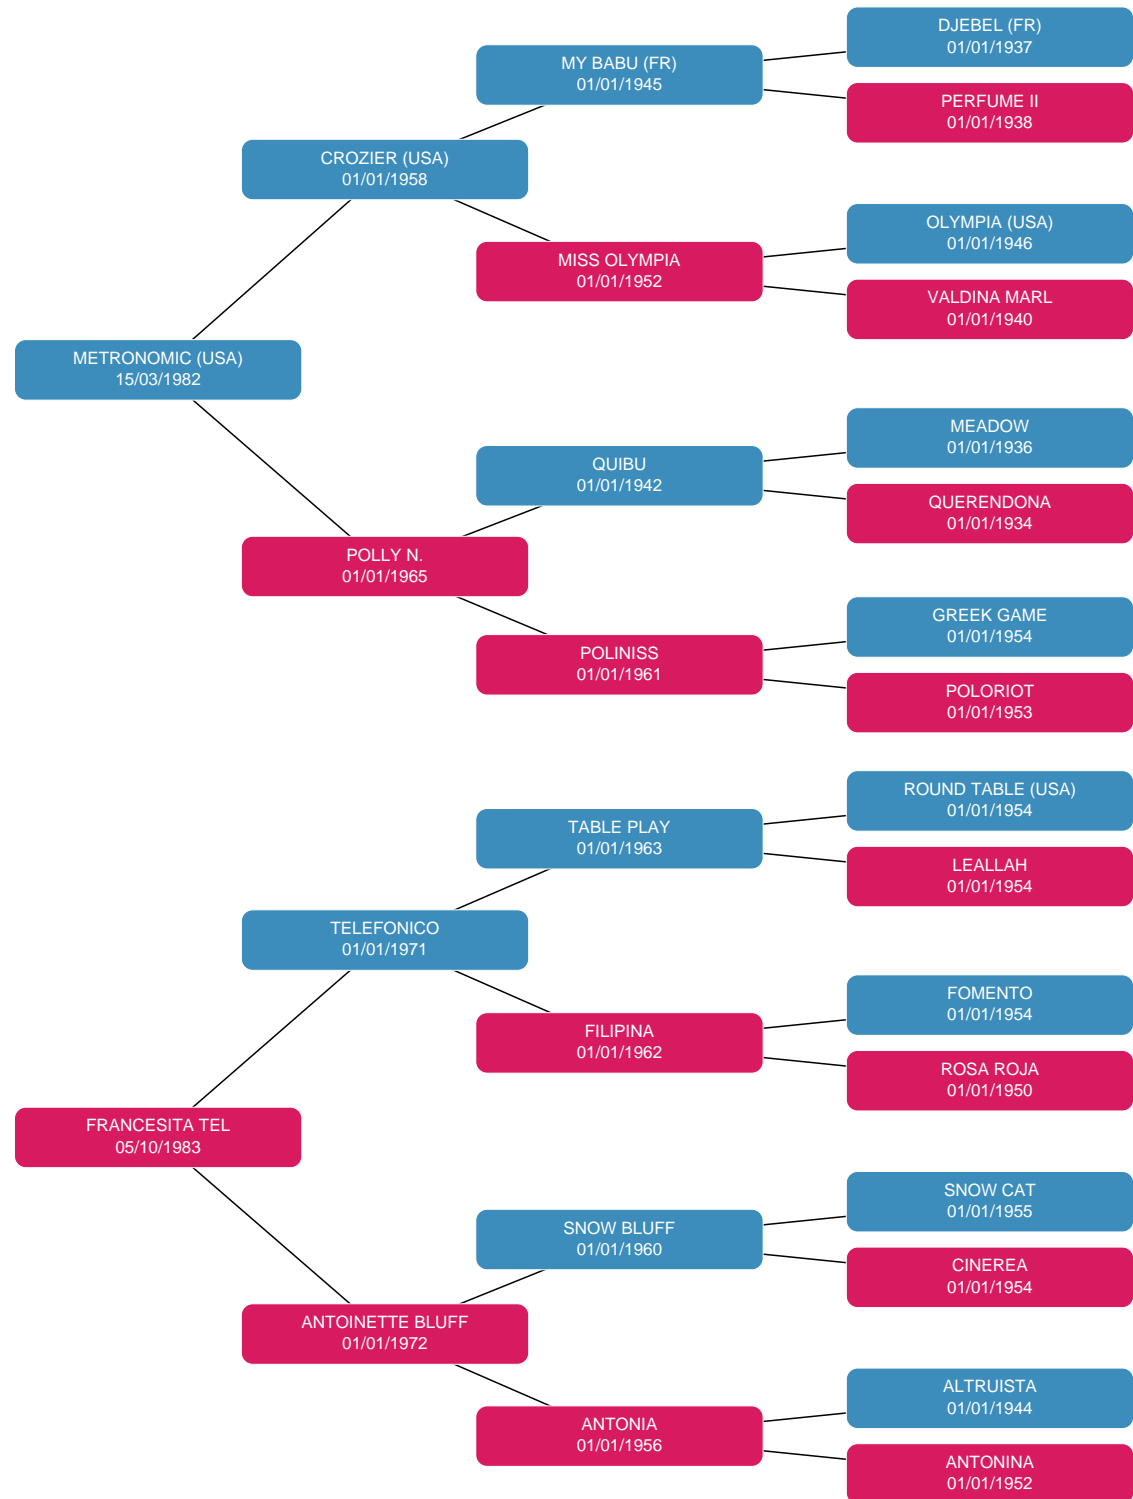 DJEBEL (FR)
01/01/1937
MY BABU (FR)
01/01/1945
PERFUME II
01/01/1938
CROZIER (USA)
01/01/1958
OLYMPIA (USA)
01/01/1946
MISS OLYMPIA
01/01/1952
VALDINA MARL
01/01/1940
METRONOMIC (USA)
15/03/1982
MEADOW
01/01/1936
QUIBU
01/01/1942
QUERENDONA
01/01/1934
POLLY N.
01/01/1965
GREEK GAME
01/01/1954
POLINISS
01/01/1961
POLORIOT
01/01/1953
ROUND TABLE (USA)
01/01/1954
TABLE PLAY
01/01/1963
LEALLAH
01/01/1954
TELEFONICO
01/01/1971
FOMENTO
01/01/1954
FILIPINA
01/01/1962
ROSA ROJA
01/01/1950
FRANCESITA TEL
05/10/1983
SNOW CAT
01/01/1955
SNOW BLUFF
01/01/1960
CINEREA
01/01/1954
ANTOINETTE BLUFF
01/01/1972
ALTRUISTA
01/01/1944
ANTONIA
01/01/1956
ANTONINA
01/01/1952